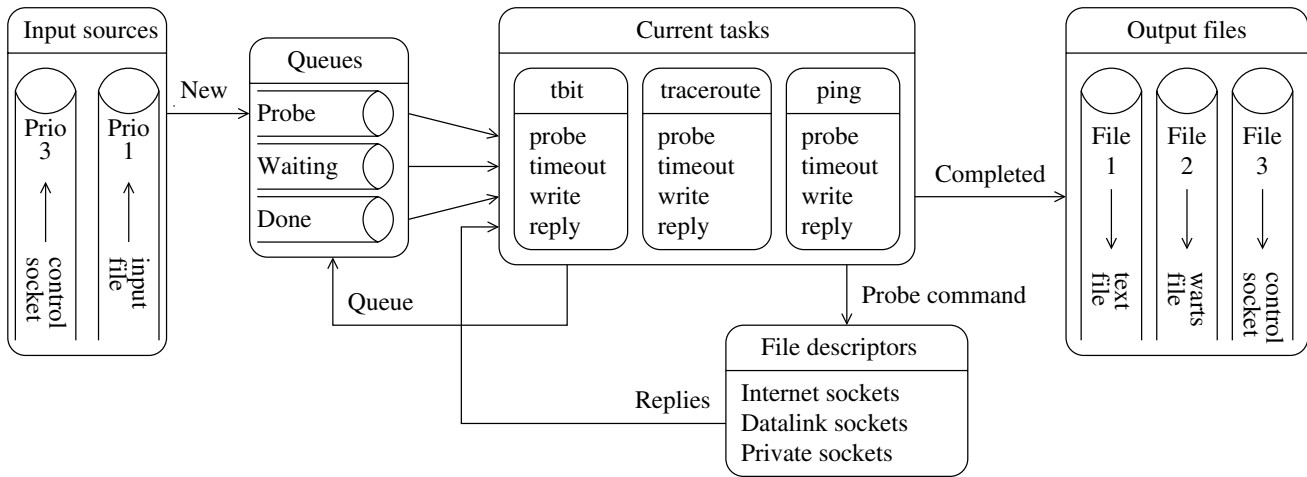 Input sources
Prio
3
control
socket
Prio
1
input
file
New
Queues
Probe
Waiting
Done
Queue
Current tasks
tbit
probe
timeout
write
reply
traceroute
probe
timeout
write
reply
ping
probe
timeout
write
reply
Completed
Probe command
Replies
File descriptors
Internet sockets
Datalink sockets
Private sockets
Output files
File
1
text
file
File
2
warts
file
File
3
control
socket